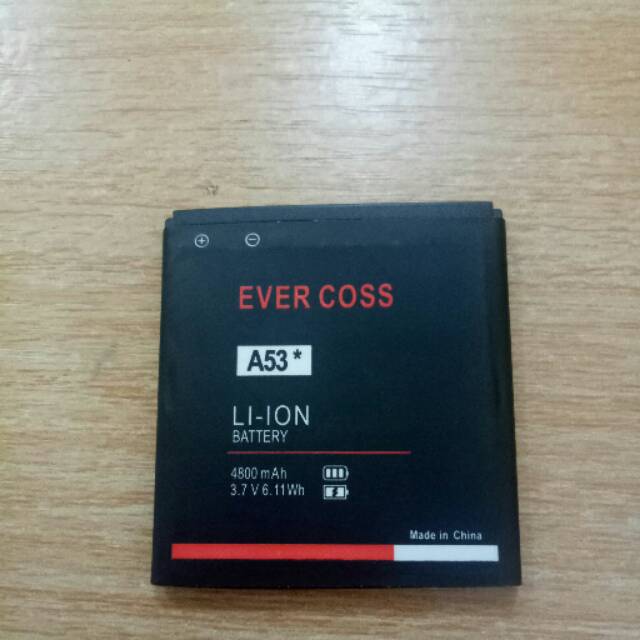 EVER COSS
A53*
LI-ION
BATTERY
4800 mAh
3.7 V 6.11Wh
Made in China